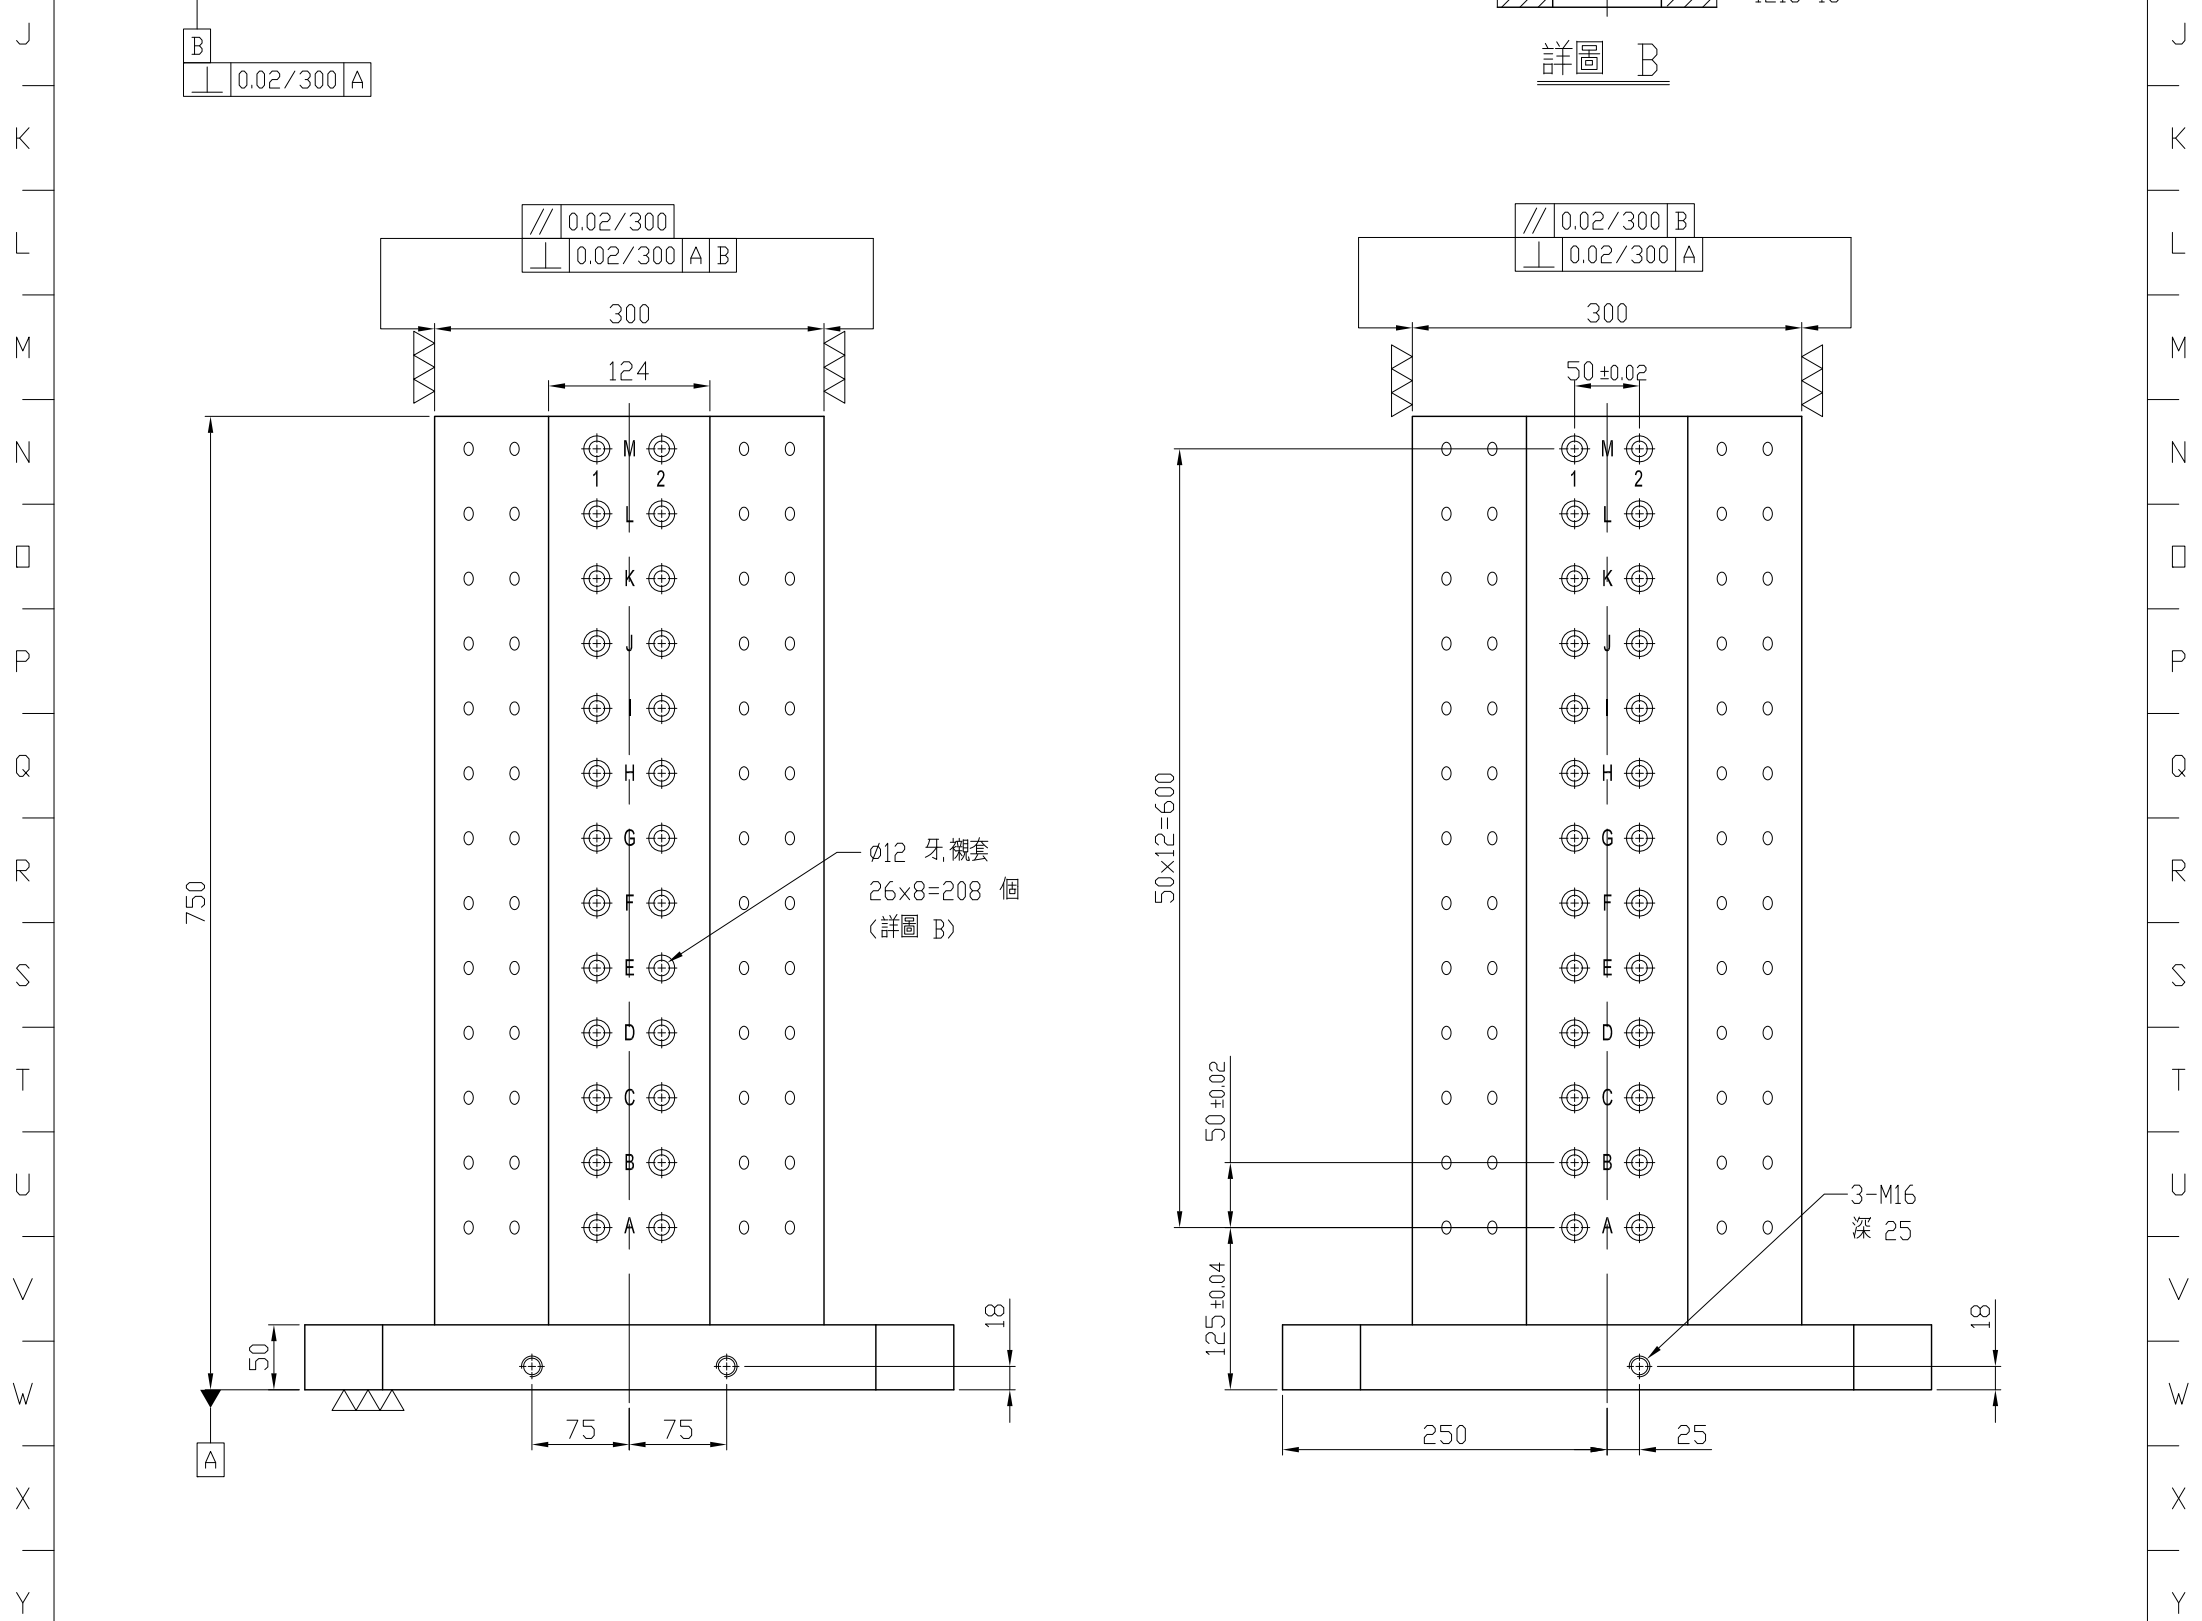 J
K
L
M
N
O
P
Q
R
S
T
U
V
W
X
Y
B
⊥ 0.02/300 A
詳圖 B
// 0.02/300
⊥ 0.02/300 A B
300
124
750
M
1 2
L
K
J
I
H
G
F
E
D
C
B
A
ø12 牙襯套
26x8=208 個
(詳圖 B)
50
18
75 75
A
// 0.02/300 B
⊥ 0.02/300 A
300
50±0.02
M
1 2
L
K
J
I
H
G
F
E
D
C
B
A
50x12=600
50±0.02
125±0.04
3-M16
深 25
18
250 25
J
K
L
M
N
O
P
Q
R
S
T
U
V
W
X
Y